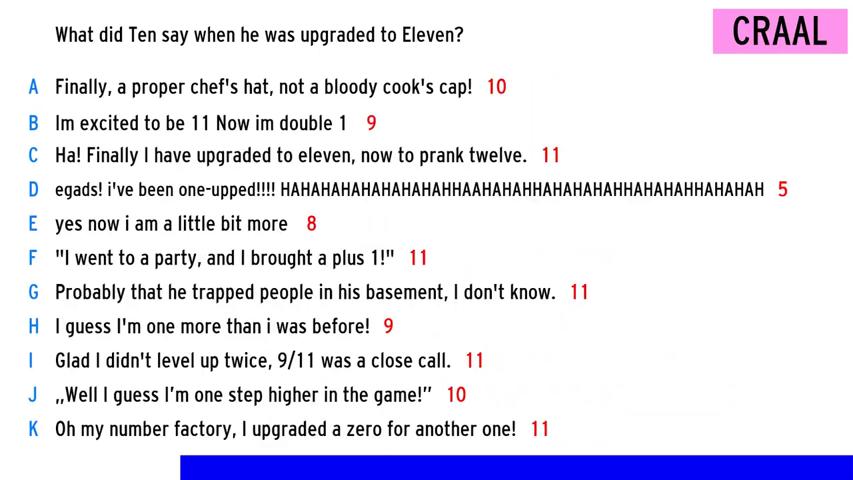 What did Ten say when he was upgraded to Eleven?
CRAAL
A Finally, a proper chef's hat, not a bloody cook's cap! 10
B Im excited to be 11 Now im double 1 9
C Ha! Finally I have upgraded to eleven, now to prank twelve. 11
D egads! i've been one-upped!!!! HAHAHAHAHAHAHAHAHHAAHAHAHHAHAHAHAHHAHAHAHHAHAHAH 5
E yes now i am a little bit more 8
F "I went to a party, and I brought a plus 1!" 11
G Probably that he trapped people in his basement, I don't know. 11
H I guess I'm one more than i was before! 9
I Glad I didn't level up twice, 9/11 was a close call. 11
J „Well I guess I’m one step higher in the game!” 10
K Oh my number factory, I upgraded a zero for another one! 11